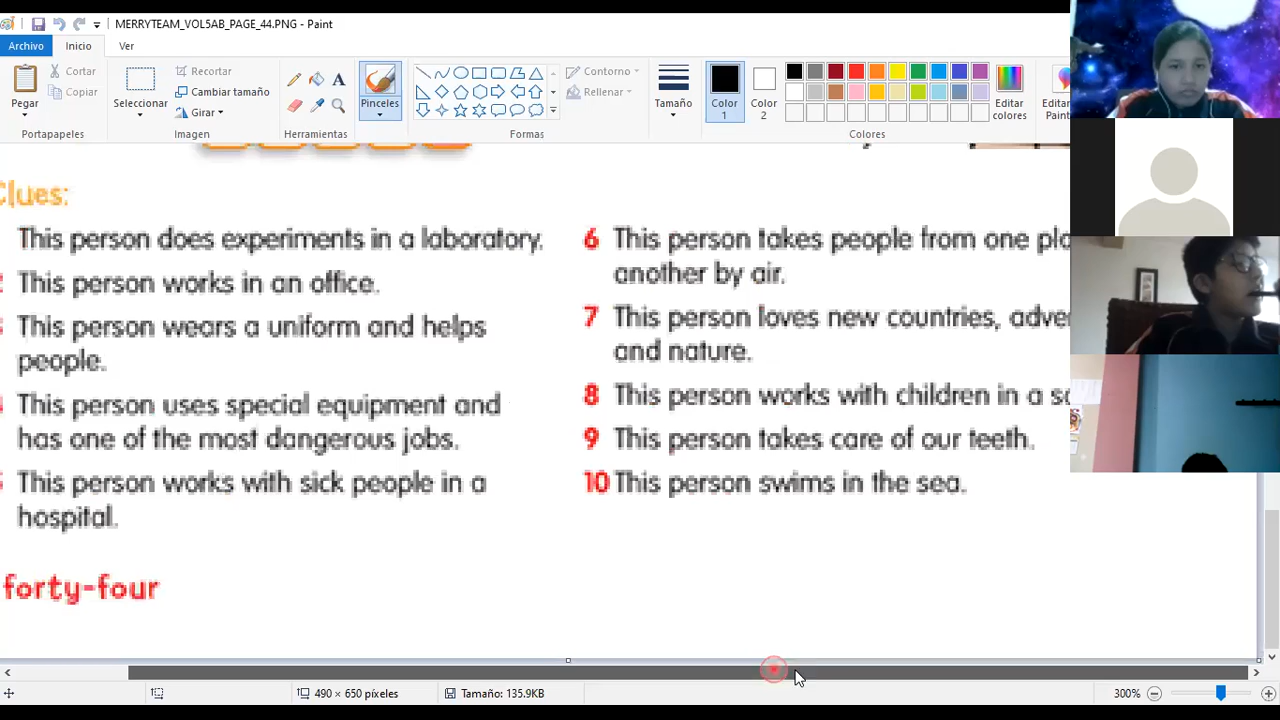 MERRYTEAM_VOL5AB_PAGE_44.PNG - Paint
Archivo
Inicio
Ver
Pegar
Cortar
Copiar
Portapapeles
Seleccionar
Recortar
Cambiar tamaño
Girar
Imagen
Herramientas
Pinceles
Contorno
Rellenar
Formas
Tamaño
Color
1
Color
2
Editar
colores
Editar
Paint
Colores
Clues:
This person does experiments in a laboratory.
This person works in an office.
This person wears a uniform and helps
people.
This person uses special equipment and
has one of the most dangerous jobs.
This person works with sick people in a
hospital.
6 This person takes people from one
another by air.
7 This person loves new countries,
and nature.
8 This person works with children in a
9 This person takes care of our teeth.
10 This person swims in the sea.
forty-four
490 × 650 píxeles
Tamaño: 135.9KB
300%